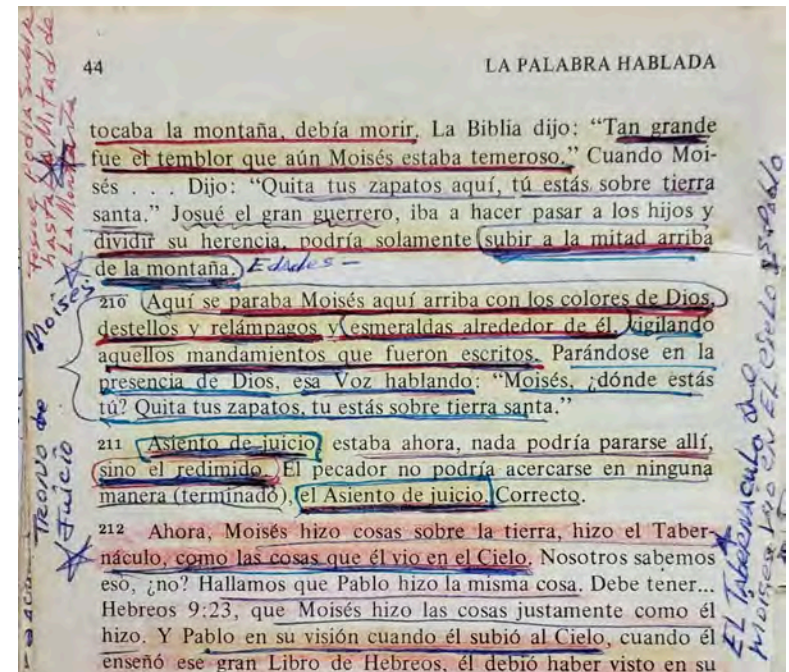 44
LA PALABRA HABLADA
tocaba la montaña, debía morir. La Biblia dijo: “Tan grande
fue el temblor que aún Moisés estaba temeroso.” Cuando Moi-
sés . . . Dijo: “Quita tus zapatos aquí, tú estás sobre tierra
santa.” Josué el gran guerrero, iba a hacer pasar a los hijos y
dividir su herencia, podría solamente subir a la mitad arriba
de la montaña. Edades -
210 Aquí se paraba Moisés aquí arriba con los colores de Dios,
destellos y relámpagos y esmeraldas alrededor de él, vigilando
aquellos mandamientos que fueron escritos. Parándose en la
presencia de Dios, esa Voz hablando: “Moisés, ¿dónde estás
tú? Quita tus zapatos, tu estás sobre tierra santa.”
211 Asiento de juicio estaba ahora, nada podría pararse allí,
sino el redimido. El pecador no podría acercarse en ninguna
manera (terminado), el Asiento de juicio. Correcto.
212 Ahora, Moisés hizo cosas sobre la tierra, hizo el Taber-
náculo, como las cosas que él vio en el Cielo. Nosotros sabemos
eso, ¿no? Hallamos que Pablo hizo la misma cosa. Debe tener...
Hebreos 9:23, que Moisés hizo las cosas justamente como él
hizo. Y Pablo en su visión cuando él subió al Cielo, cuando él
enseñó ese gran Libro de Hebreos, él debió haber visto en su
Josue Podia Subir
hasta La Mitad de
La Montaña
Trono de Moisés
Juicio
El Tabernaculo que
Moises vio en El Cielo
Pablo